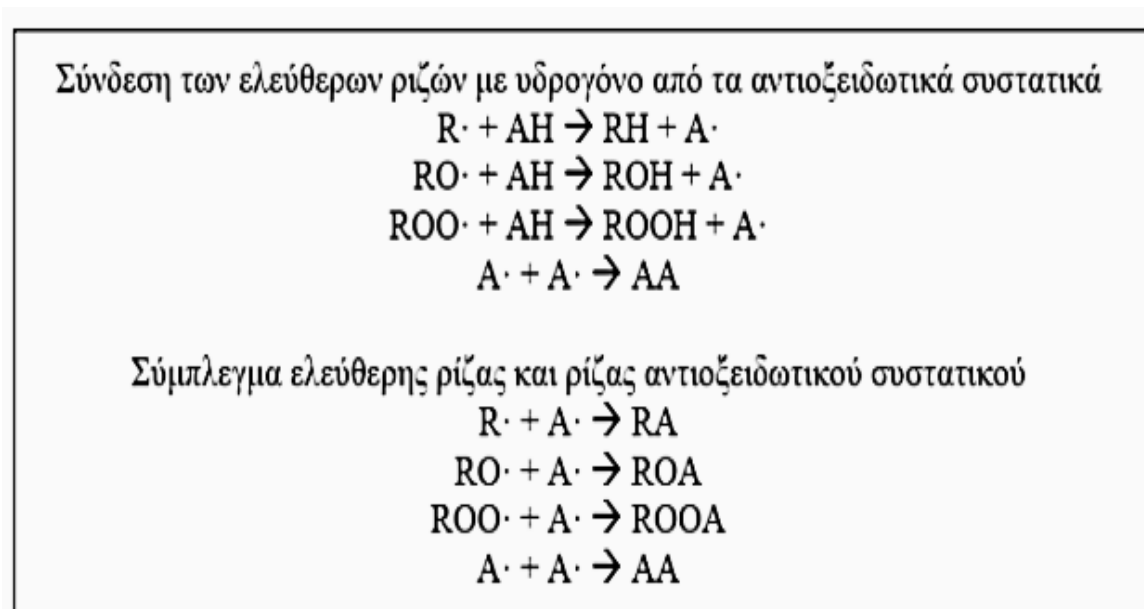 Σύνδεση των ελεύθερων ριζών με υδρογόνο από τα αντιοξειδωτικά συστατικά
R· + AH → RH + A·
RO· + AH → ROH + A·
ROO· + AH → ROOH + A·
A· + A· → AA
Σύμπλεγμα ελεύθερης ρίζας και ρίζας αντιοξειδωτικού συστατικού
R· + A· → RA
RO· + A· → ROA
ROO· + A· → ROOA
A· + A· → AA